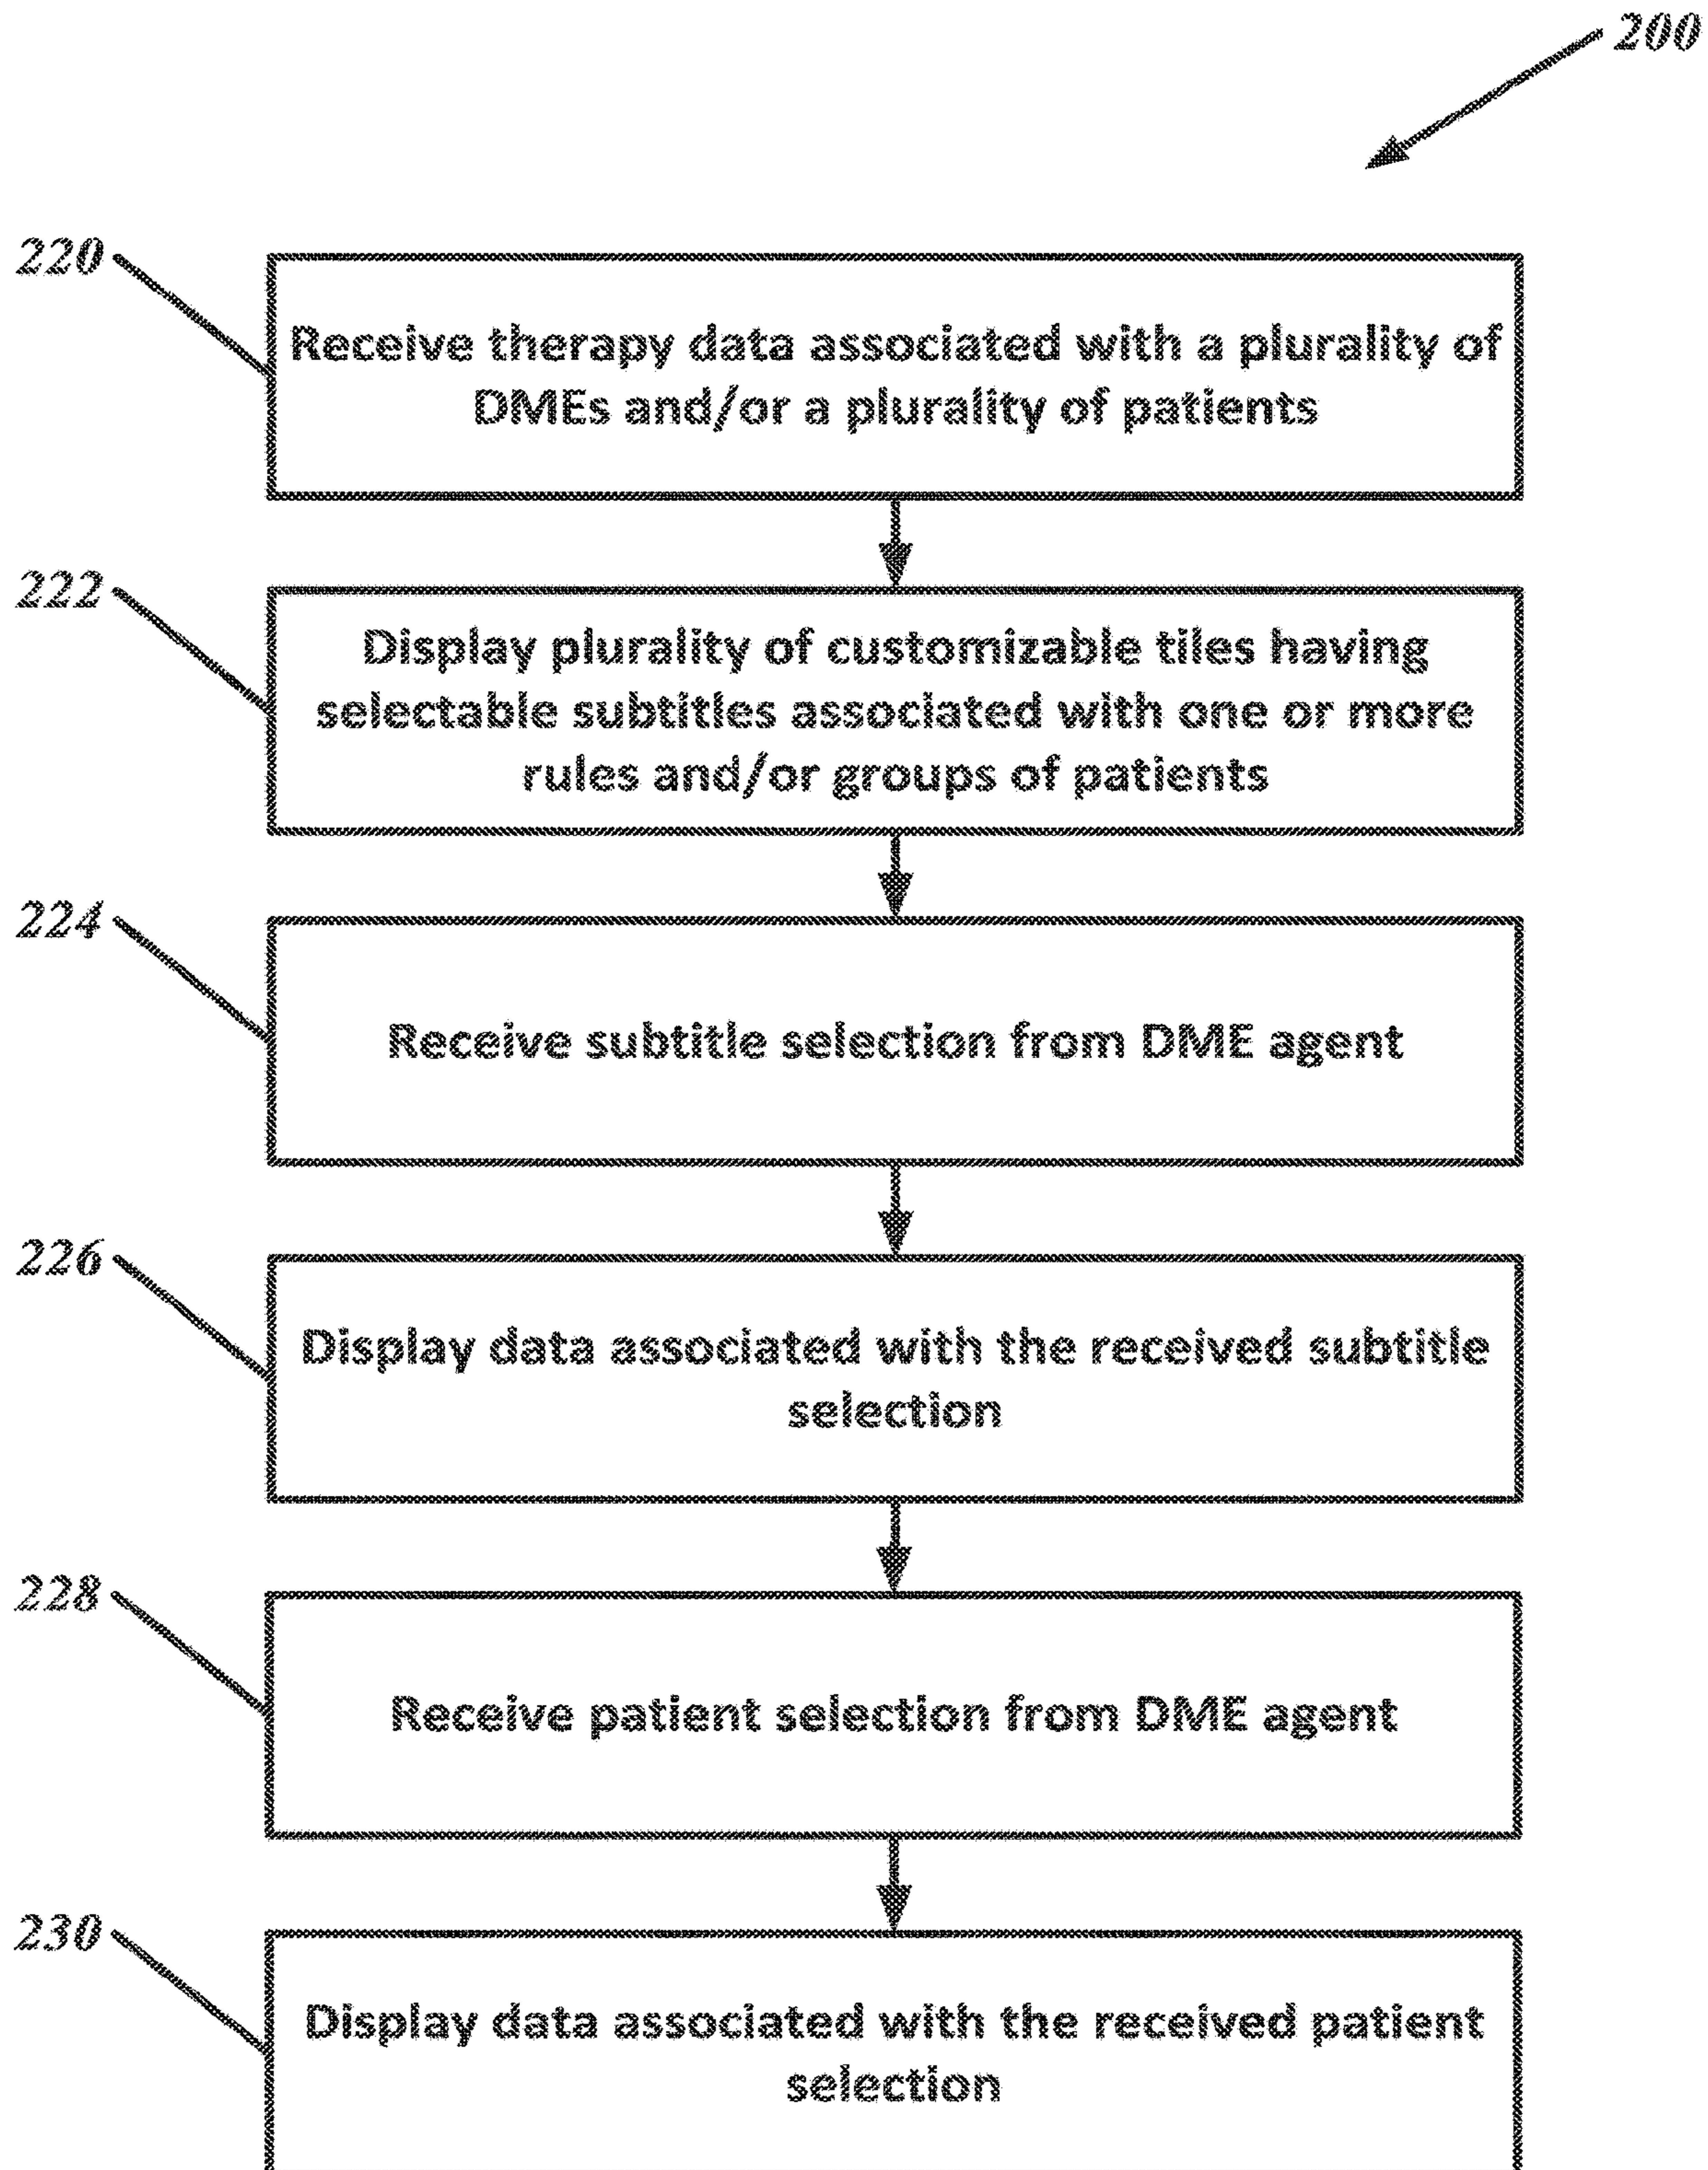 200
220
Receive therapy data associated with a plurality of
DMEs and/or a plurality of patients
222
Display plurality of customizable tiles having
selectable subtitles associated with one or more
rules and/or groups of patients
224
Receive subtitle selection from DME agent
226
Display data associated with the received subtitle
selection
228
Receive patient selection from DME agent
230
Display data associated with the received patient
selection